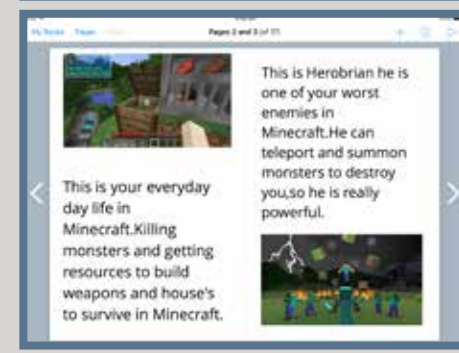 My Books
Pages
Pages 2 and 3 (of 17)
This is your everyday
day life in
Minecraft.Killing
monsters and getting
resources to build
weapons and house's
to survive in Minecraft.
This is Herobrian he is
one of your worst
enemies in
Minecraft.He can
teleport and summon
monsters to destroy
you,so he is really
powerful.